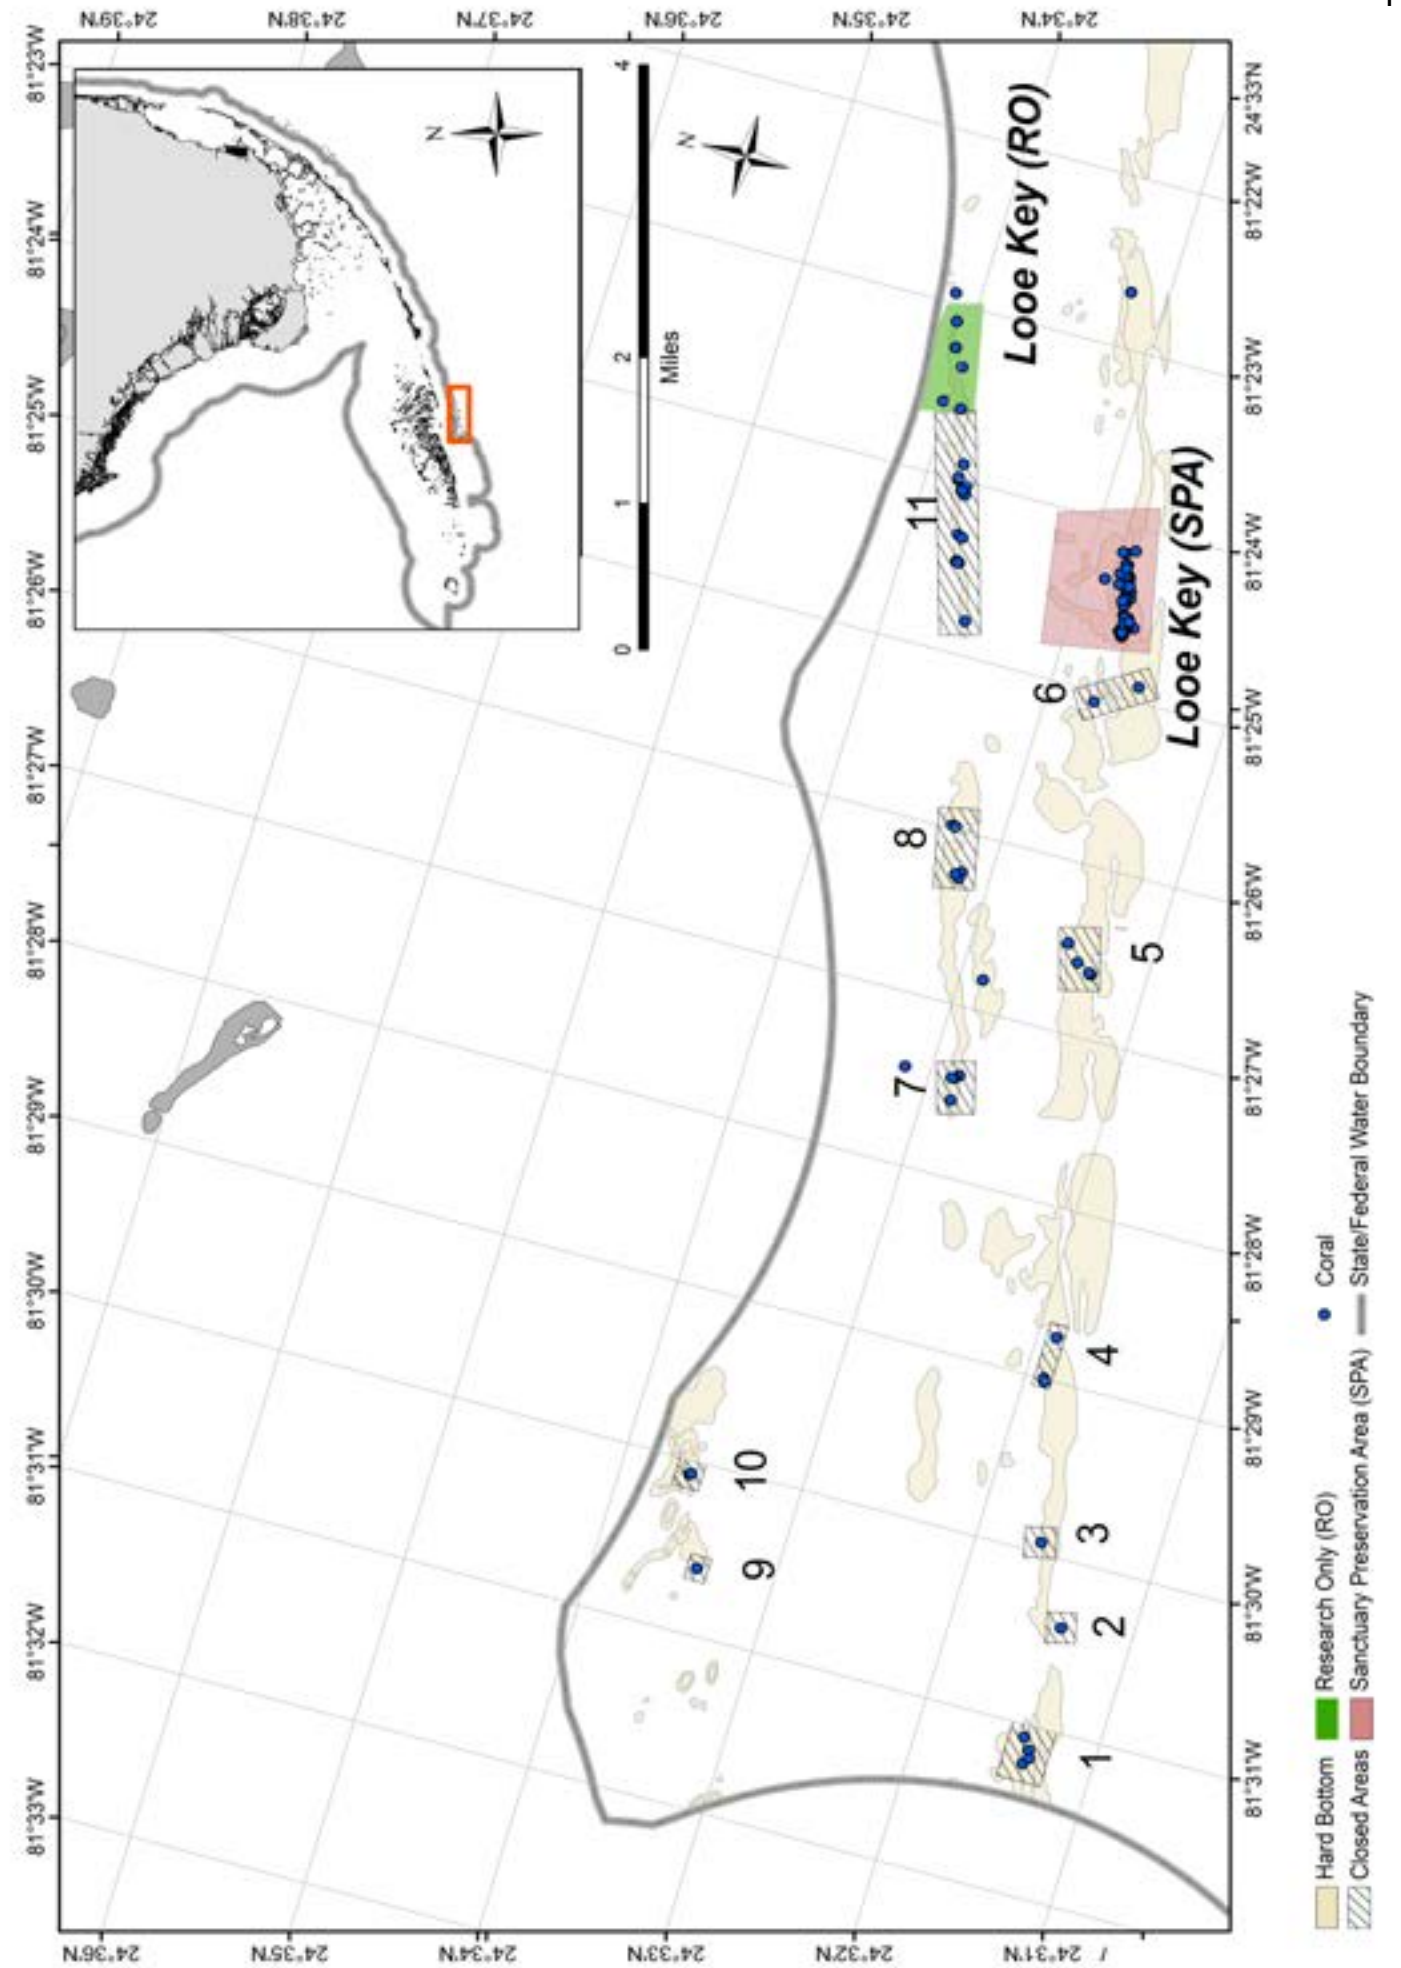 81°33'W
81°32'W
81°31'W
81°30'W
81°29'W
81°28'W
81°27'W
81°26'W
81°25'W
81°24'W
81°23'W
24°39'N
24°38'N
24°37'N
24°36'N
24°35'N
24°34'N
24°33'N
24°36'N
24°35'N
24°34'N
24°33'N
24°32'N
24°31'N
N
0 1 2 4
Miles
N
Looe Key (RO)
11
8
7
10
9
6
Looe Key (SPA)
5
4
3
2
1
81°31'W
81°30'W
81°29'W
81°28'W
81°27'W
81°26'W
81°25'W
81°24'W
81°23'W
81°22'W
Hard Bottom
Research Only (RO)
Coral
Closed Areas
Sanctuary Preservation Area (SPA)
State/Federal Water Boundary